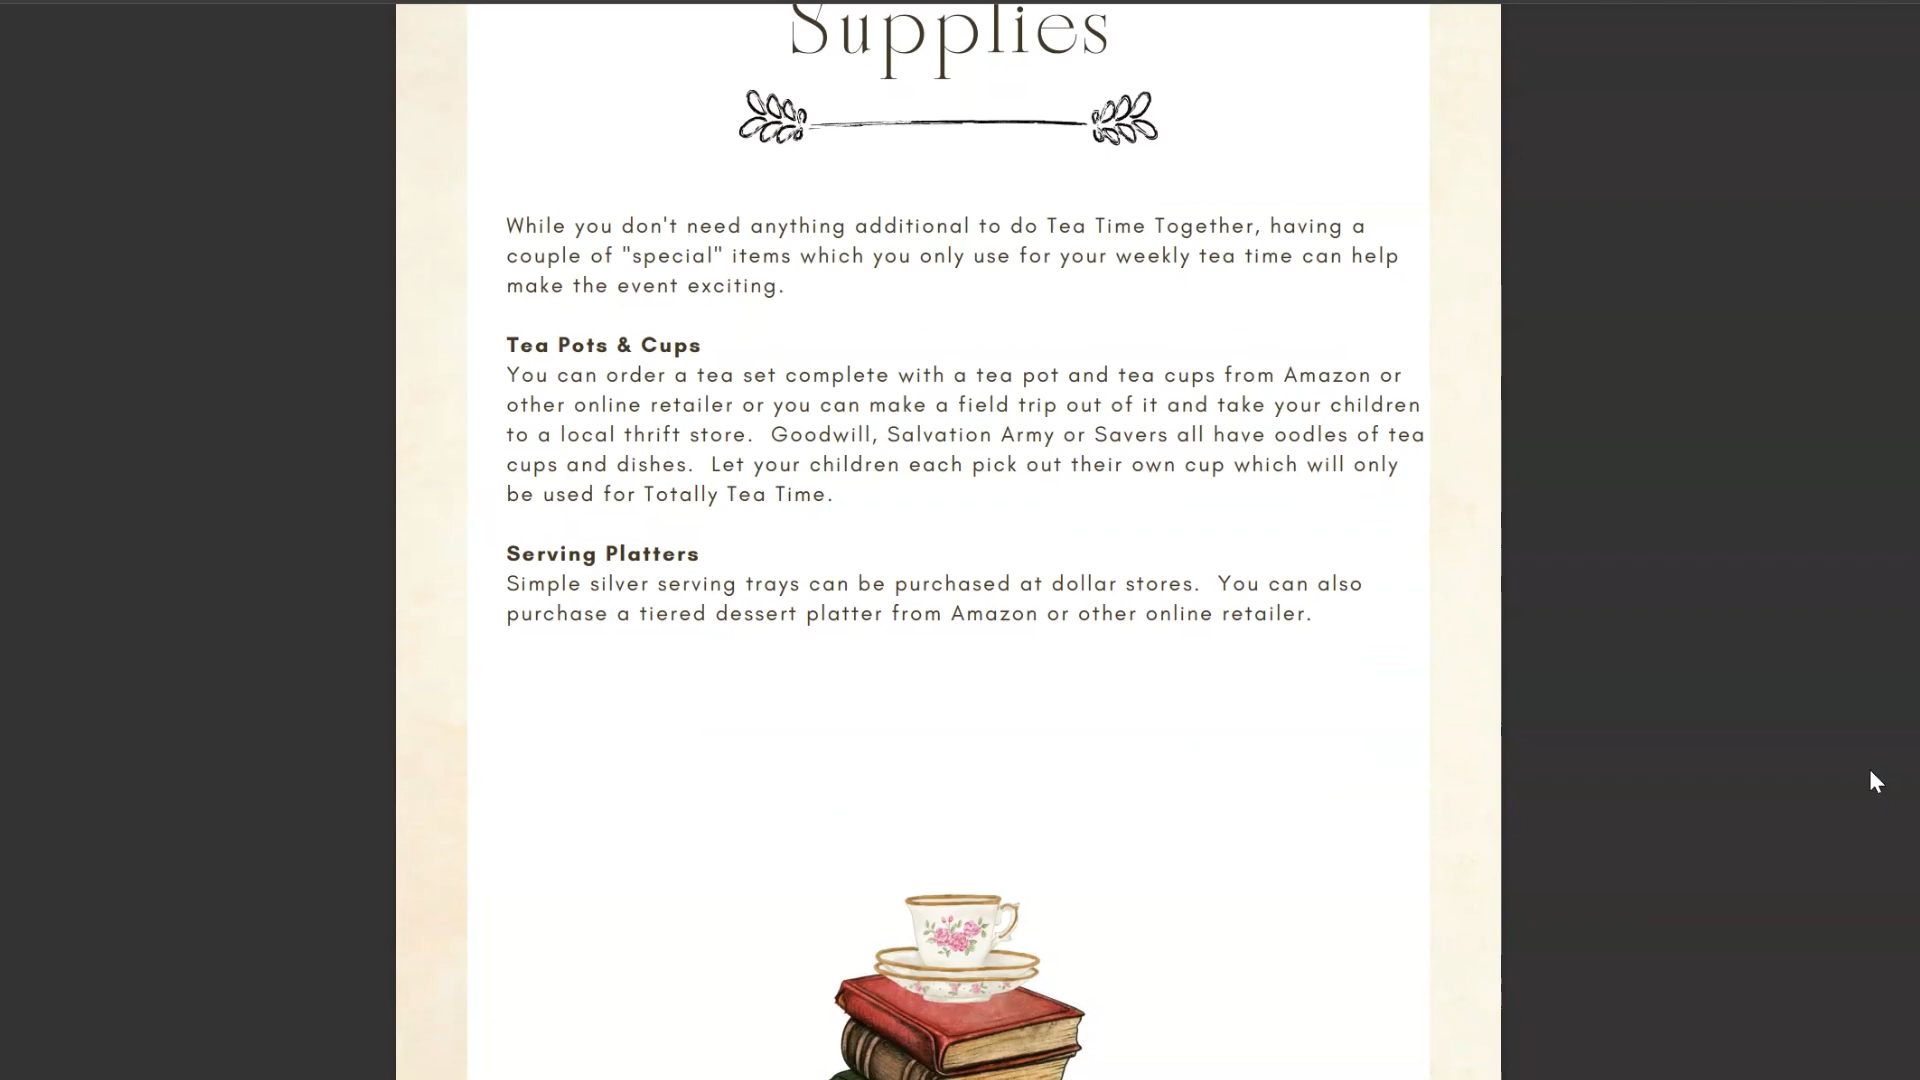 Supplies
While you don't need anything additional to do Tea Time Together, having a
couple of "special" items which you only use for your weekly tea time can help
make the event exciting.
Tea Pots & Cups
You can order a tea set complete with a tea pot and tea cups from Amazon or
other online retailer or you can make a field trip out of it and take your children
to a local thrift store.  Goodwill, Salvation Army or Savers all have oodles of tea
cups and dishes.  Let your children each pick out their own cup which will only
be used for Totally Tea Time.
Serving Platters
Simple silver serving trays can be purchased at dollar stores.  You can also
purchase a tiered dessert platter from Amazon or other online retailer.